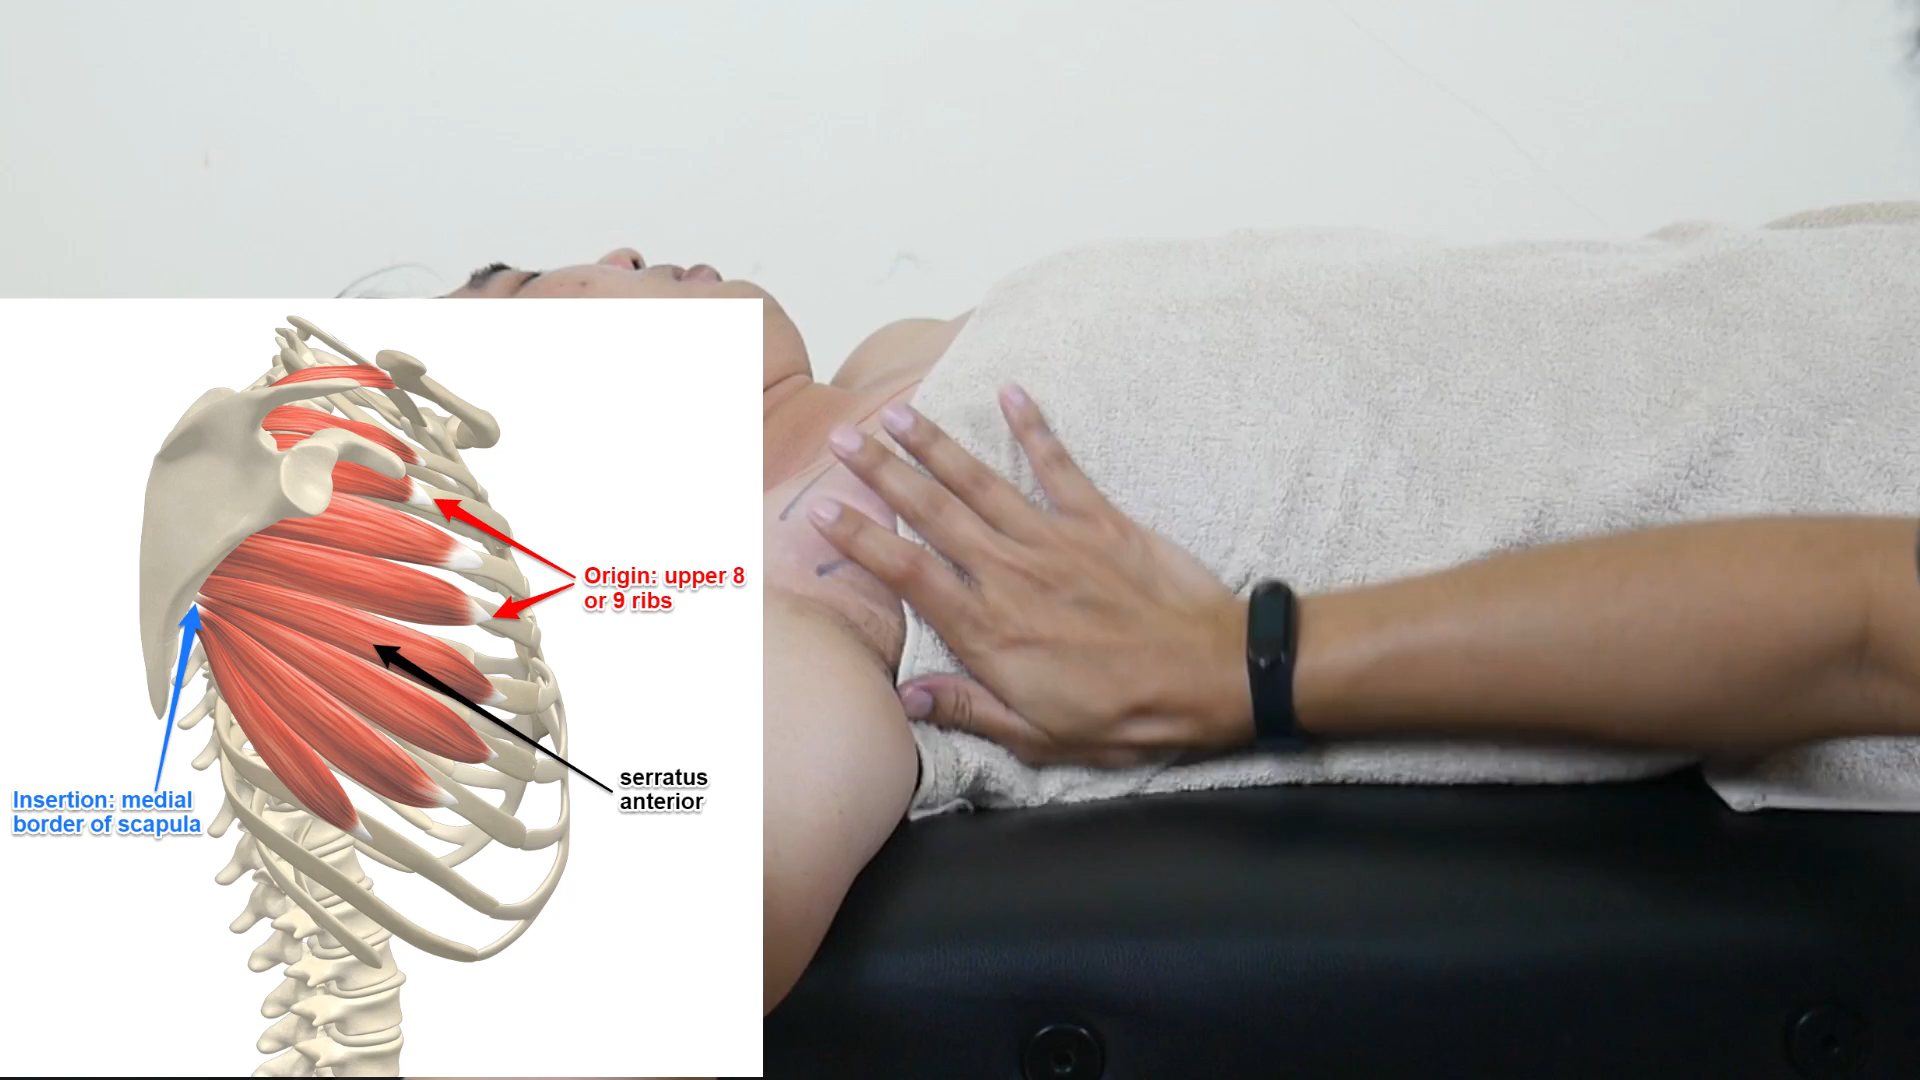 Origin: upper 8
or 9 ribs
serratus
anterior
Insertion: medial
border of scapula